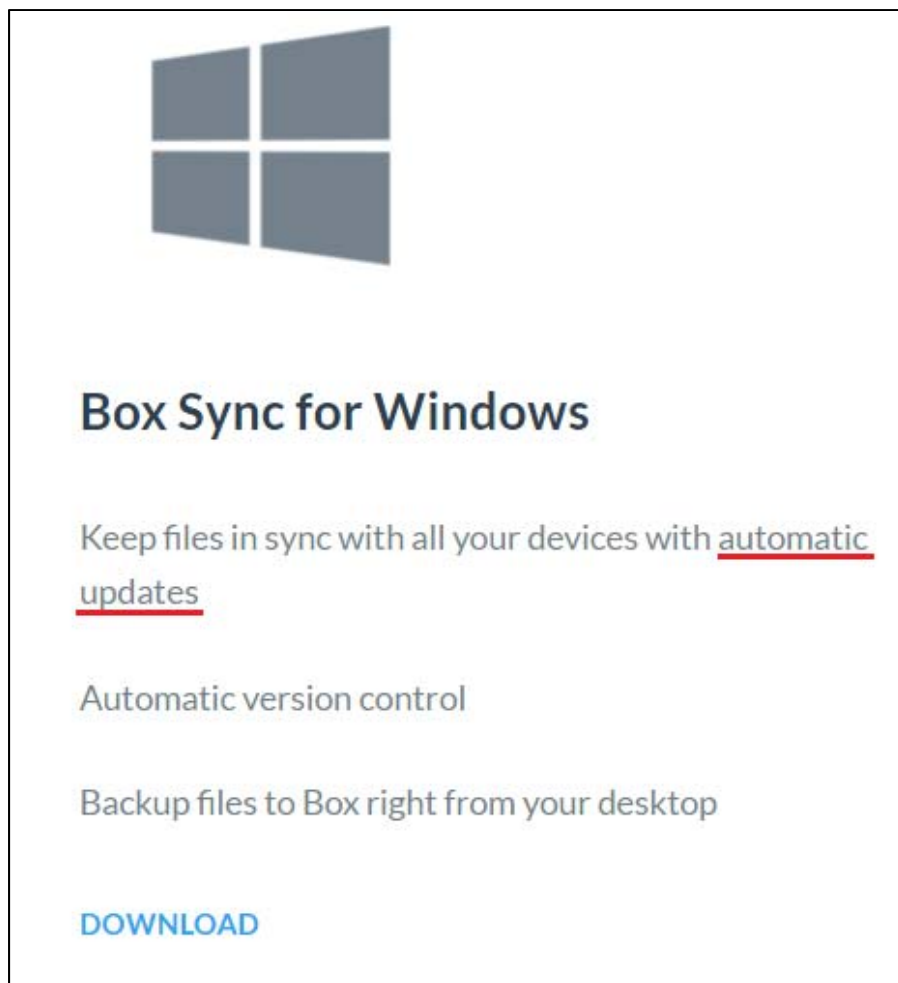 Box Sync for Windows
Keep files in sync with all your devices with automatic
updates
Automatic version control
Backup files to Box right from your desktop
DOWNLOAD